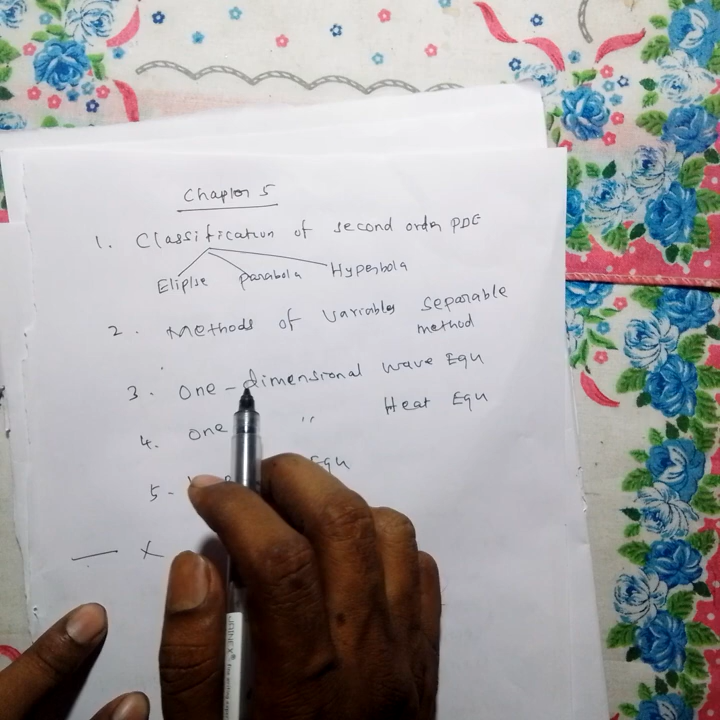 Chapter 5
1. Classification of second order PDE
Eliplse parabola Hyperbola
2. Methods of variables separable
method
3. One-dimensional wave Equ
4. One " Heat Equ
5- Equ